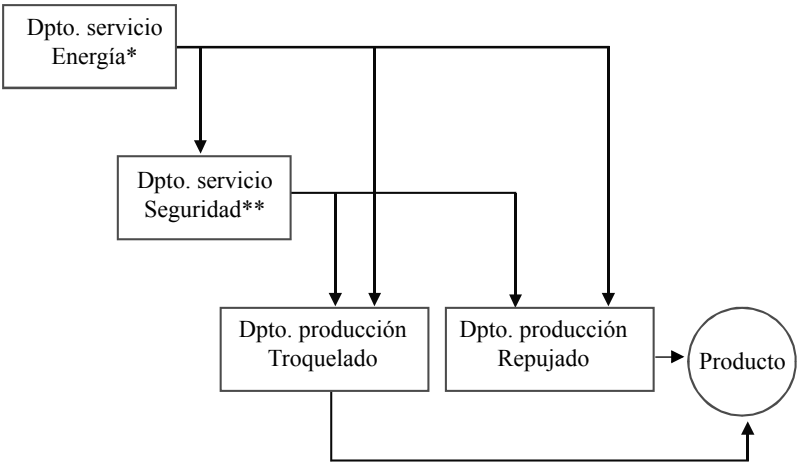 Dpto. servicio
Energía*
Dpto. servicio
Seguridad**
Dpto. producción
Troquelado
Dpto. producción
Repujado
Producto